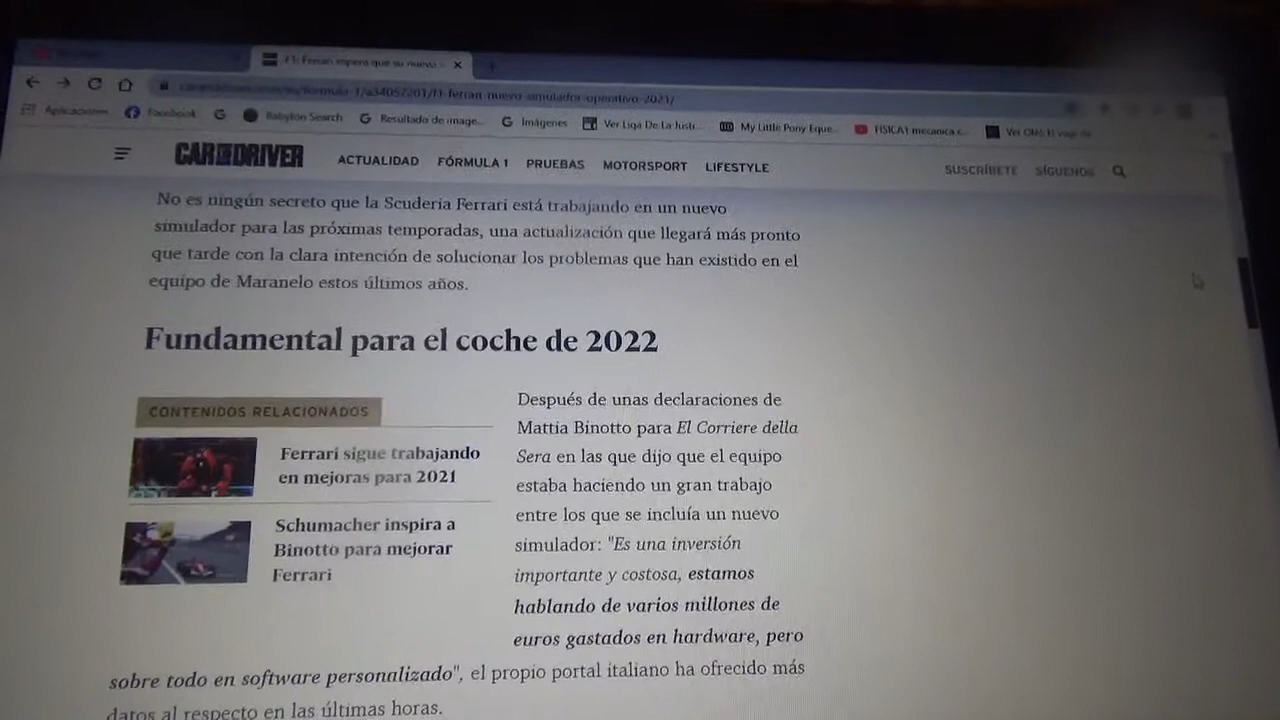 F1: Ferrari espera que su nuevo
Aplicaciones Facebook Babylon Search Resultado de image... Imágenes Ver Liga De La Justi... My Little Pony Eque... FISICA1 mecanica c...
CAR AND DRIVER ACTUALIDAD FÓRMULA 1 PRUEBAS MOTORSPORT LIFESTYLE SUSCRÍBETE SÍGUENOS
No es ningún secreto que la Scuderia Ferrari está trabajando en un nuevo
simulador para las próximas temporadas, una actualización que llegará más pronto
que tarde con la clara intención de solucionar los problemas que han existido en el
equipo de Maranelo estos últimos años.
Fundamental para el coche de 2022
CONTENIDOS RELACIONADOS
Ferrari sigue trabajando
en mejoras para 2021
Schumacher inspira a
Binotto para mejorar
Ferrari
Después de unas declaraciones de
Mattia Binotto para El Corriere della
Sera en las que dijo que el equipo
estaba haciendo un gran trabajo
entre los que se incluía un nuevo
simulador: "Es una inversión
importante y costosa, estamos
hablando de varios millones de
euros gastados en hardware, pero
sobre todo en software personalizado", el propio portal italiano ha ofrecido más
datos al respecto en las últimas horas.